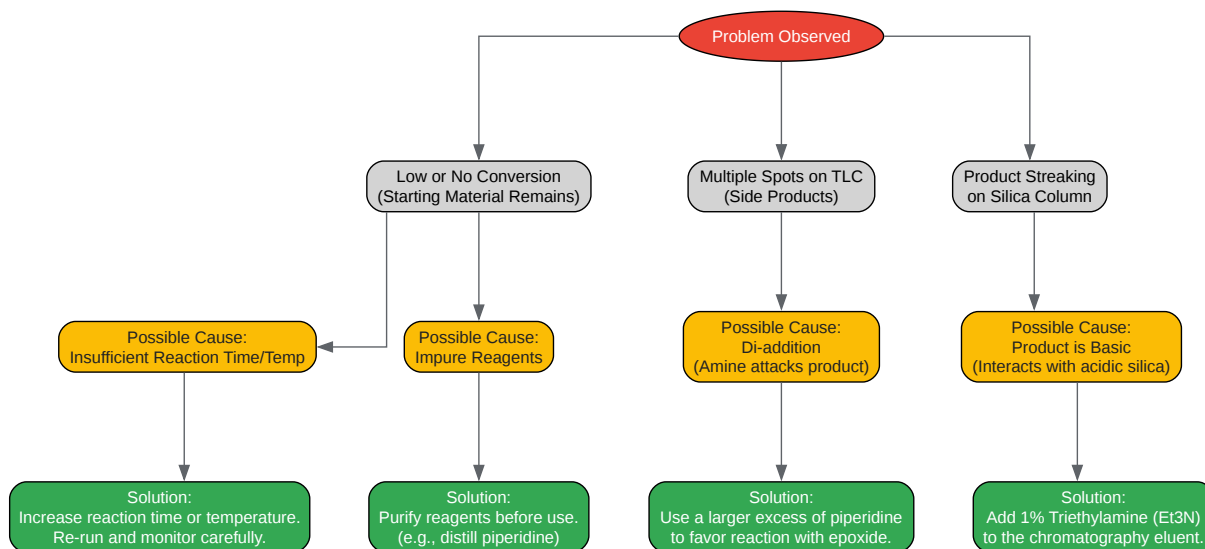 Problem Observed
Low or No Conversion
(Starting Material Remains)
Multiple Spots on TLC
(Side Products)
Product Streaking
on Silica Column
Possible Cause:
Insufficient Reaction Time/Temp
Possible Cause:
Impure Reagents
Possible Cause:
Di-addition
(Amine attacks product)
Possible Cause:
Product is Basic
(Interacts with acidic silica)
Solution:
Increase reaction time or temperature.
Re-run and monitor carefully.
Solution:
Purify reagents before use.
(e.g., distill piperidine)
Solution:
Use a larger excess of piperidine
to favor reaction with epoxide.
Solution:
Add 1% Triethylamine (Et3N)
to the chromatography eluent.